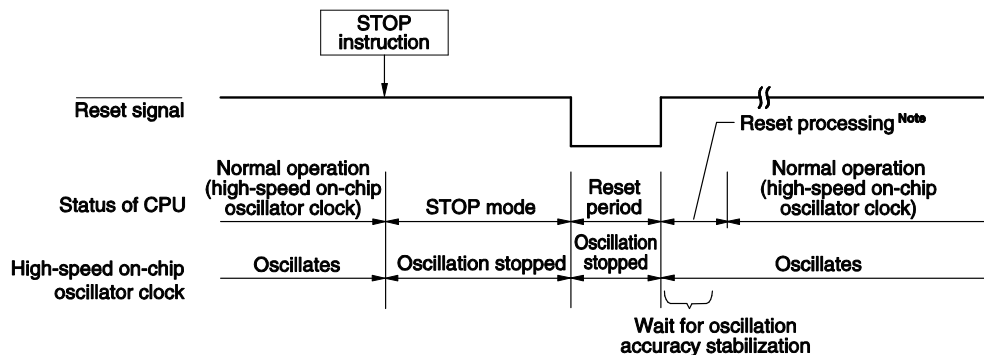 STOP
instruction
Reset signal
Reset processing Note
Normal operation
(high-speed on-chip
oscillator clock)
Reset
period
Normal operation
(high-speed on-chip
oscillator clock)
Status of CPU
STOP mode
High-speed on-chip
oscillator clock
Oscillates
Oscillation stopped
Oscillation
stopped
Oscillates
Wait for oscillation
accuracy stabilization